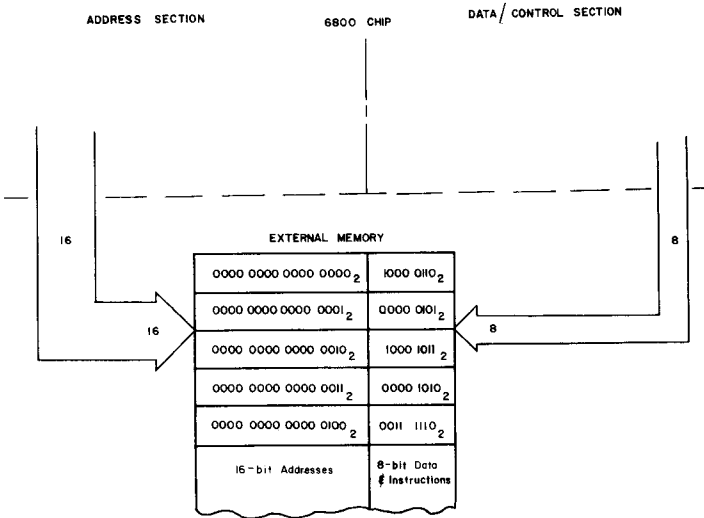 ADDRESS SECTION
6800 CHIP
DATA/ CONTROL SECTION
16
8
EXTERNAL MEMORY
0000 0000 0000 0000₂ 1000 0110₂
0000 0000 0000 0001₂ 0000 0101₂
16
8
0000 0000 0000 0010₂ 1000 1011₂
0000 0000 0000 0011₂ 0000 1010₂
0000 0000 0000 0100₂ 0011 1110₂
16-bit Addresses
8-bit Data
& Instructions